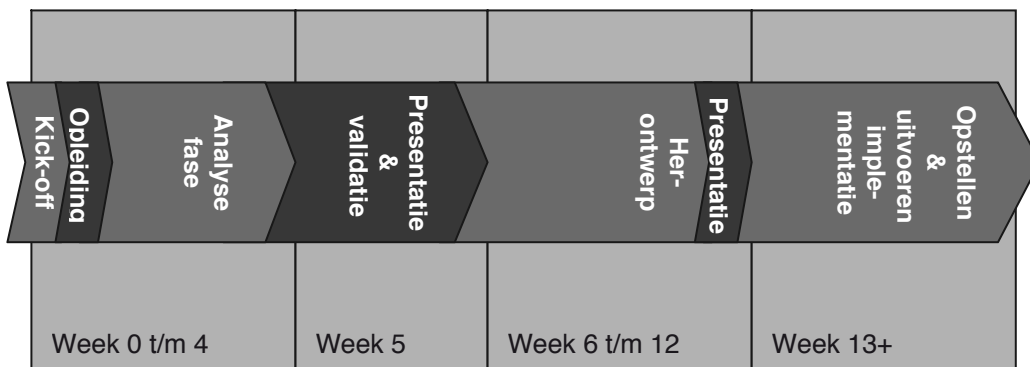 Kick-off
Opleiding
Analyse
fase
Presentatie
&
validatie
Her-
ontwerp
Presentatie
Opstellen
&
uitvoeren
imple-
mentatie
Week 0 t/m 4
Week 5
Week 6 t/m 12
Week 13+